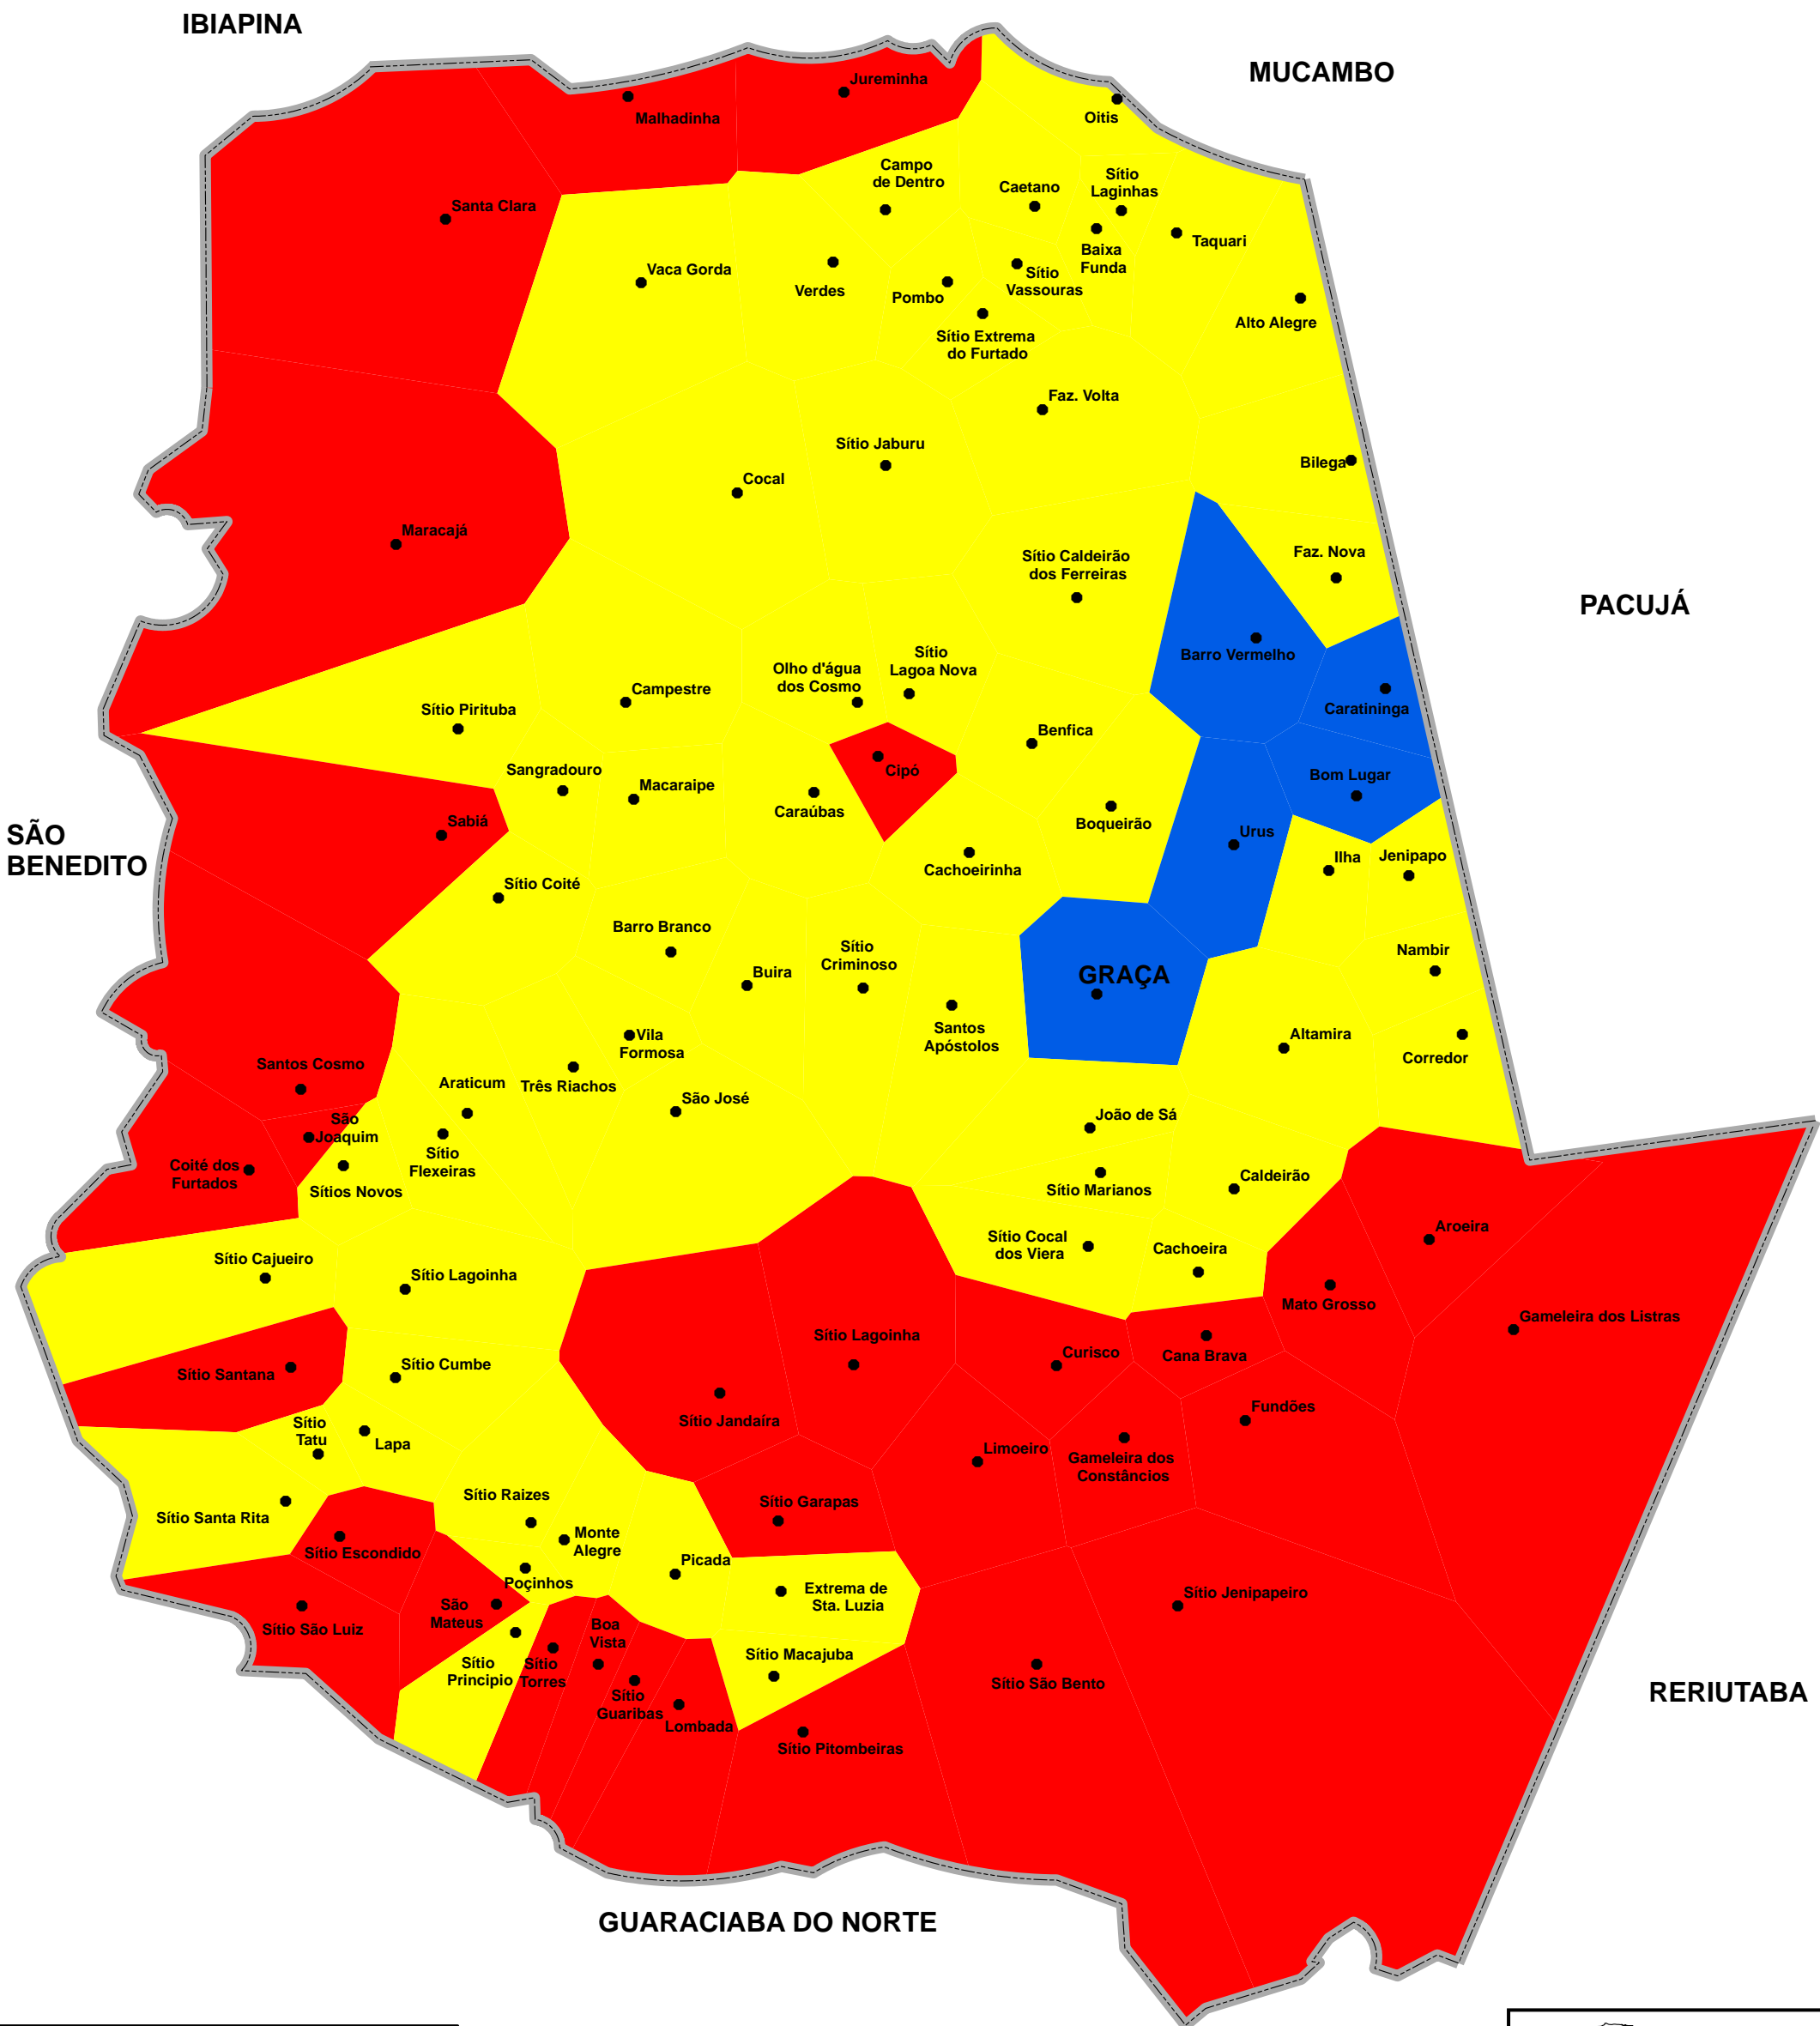 IBIAPINA
MUCAMBO
Jureminha
Malhadinha
Oitis
Campo
de Dentro
Caetano
Sítio
Laginhas
Santa Clara
Taquari
Baixa
Funda
Vaca Gorda
Verdes
Pombo
Sítio
Vassouras
Alto Alegre
Sítio Extrema
do Furtado
Faz. Volta
Sítio Jaburu
Bilega
Cocal
Maracajá
Sítio Caldeirão
dos Ferreiras
Faz. Nova
PACUJÁ
Barro Vermelho
Olho d'água
dos Cosmo
Sítio
Lagoa Nova
Campestre
Sítio Pirituba
Caratininga
Benfica
Sangradouro
Cipó
Bom Lugar
Macaraipe
Caraúbas
Sabiá
Boqueirão
Urus
SÃO
BENEDITO
Ilha
Jenipapo
Cachoeirinha
Sítio Coité
Barro Branco
Sítio
Criminoso
Nambir
Buira
GRAÇA
Santos
Apóstolos
Altamira
Corredor
Vila
Formosa
Santos Cosmo
Araticum
Três Riachos
São José
João de Sá
São
Joaquim
Sítio
Flexeiras
Coité dos
Furtados
Sítios Novos
Sítio Marianos
Caldeirão
Aroeira
Sítio Cocal
dos Viera
Cachoeira
Sítio Cajueiro
Sítio Lagoinha
Mato Grosso
Gameleira dos Listras
Sítio Lagoinha
Curisco
Cana Brava
Sítio Santana
Sítio Cumbe
Sítio Jandaíra
Fundões
Sítio
Tatu
Lapa
Limoeiro
Gameleira dos
Constâncios
Sítio Raizes
Sítio Garapas
Sítio Santa Rita
Monte
Alegre
Sítio Escondido
Picada
Poçinhos
Extrema de
Sta. Luzia
Sítio Jenipapeiro
São
Mateus
Sítio São Luiz
Boa
Vista
Sítio Macajuba
Sítio
Principio
Sítio
Torres
Sítio São Bento
Sítio
Guaribas
RERIUTABA
Lombada
Sítio Pitombeiras
GUARACIABA DO NORTE